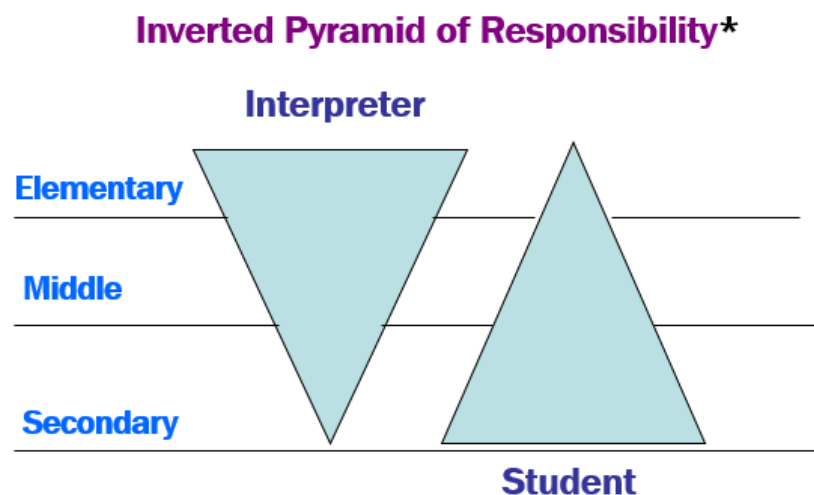 Inverted Pyramid of Responsibility*
Interpreter
Elementary
Middle
Secondary
Student